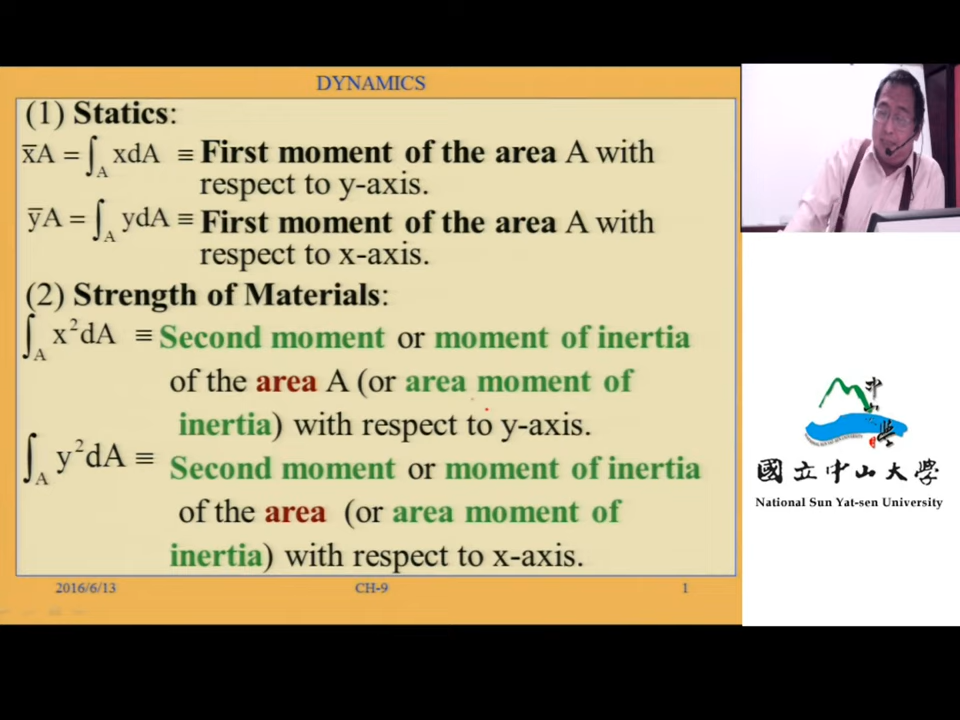 DYNAMICS
(1) Statics:
x̅A = ∫_A xdA ≡ First moment of the area A with
respect to y-axis.
y̅A = ∫_A ydA ≡ First moment of the area A with
respect to x-axis.
(2) Strength of Materials:
∫_A x²dA ≡ Second moment or moment of inertia
of the area A (or area moment of
inertia) with respect to y-axis.
∫_A y²dA ≡ Second moment or moment of inertia
of the area (or area moment of
inertia) with respect to x-axis.
2016/6/13 CH-9 1
國立中山大學
National Sun Yat-sen University